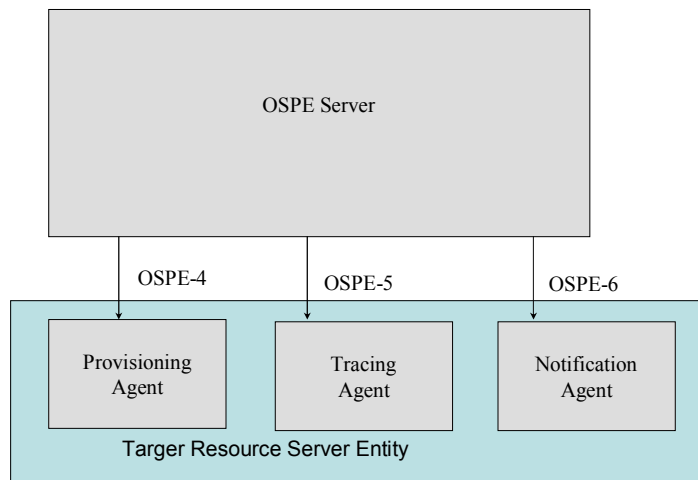 OSPE Server
OSPE-4
OSPE-5
OSPE-6
Provisioning
Agent
Tracing
Agent
Notification
Agent
Targer Resource Server Entity